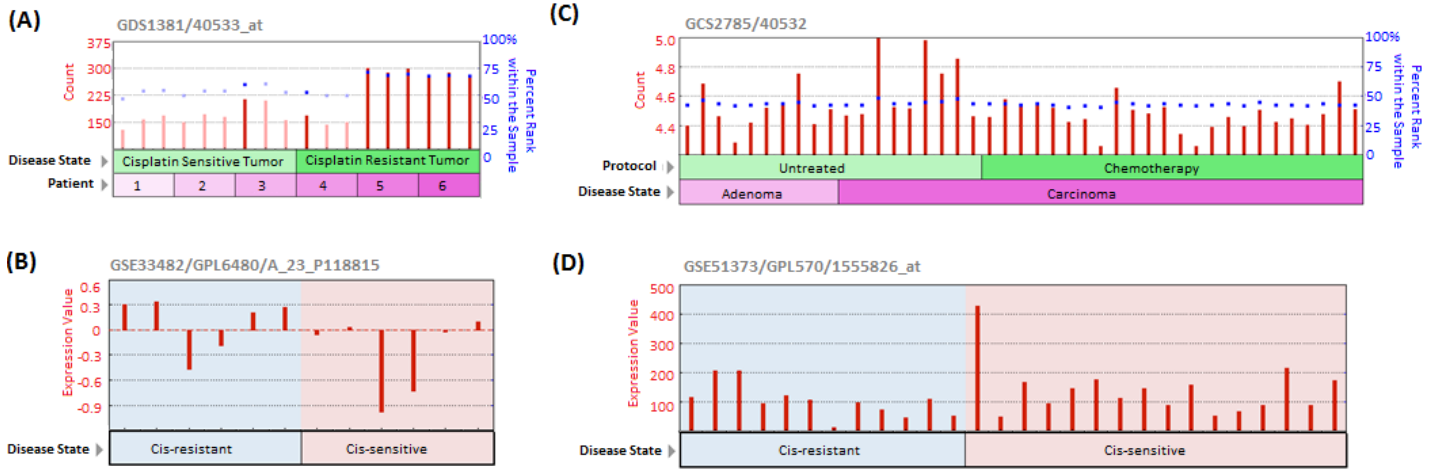 (A)
GDS1381/40533_at
375
300
225
150
Count
100%
75
50
25
0
Percent Rank
within the Sample
Disease State
Cisplatin Sensitive Tumor
Cisplatin Resistant Tumor
Patient
1
2
3
4
5
6
(C)
GCS2785/40532
5.0
4.8
4.6
4.4
Count
100%
75
50
25
0
Percent Rank
within the Sample
Protocol
Untreated
Chemotherapy
Disease State
Adenoma
Carcinoma
(B)
GSE33482/GPL6480/A_23_P118815
0.6
0.3
0
-0.3
-0.6
-0.9
Expression Value
Disease State
Cis-resistant
Cis-sensitive
(D)
GSE51373/GPL570/1555826_at
500
400
300
200
100
Expression Value
Disease State
Cis-resistant
Cis-sensitive